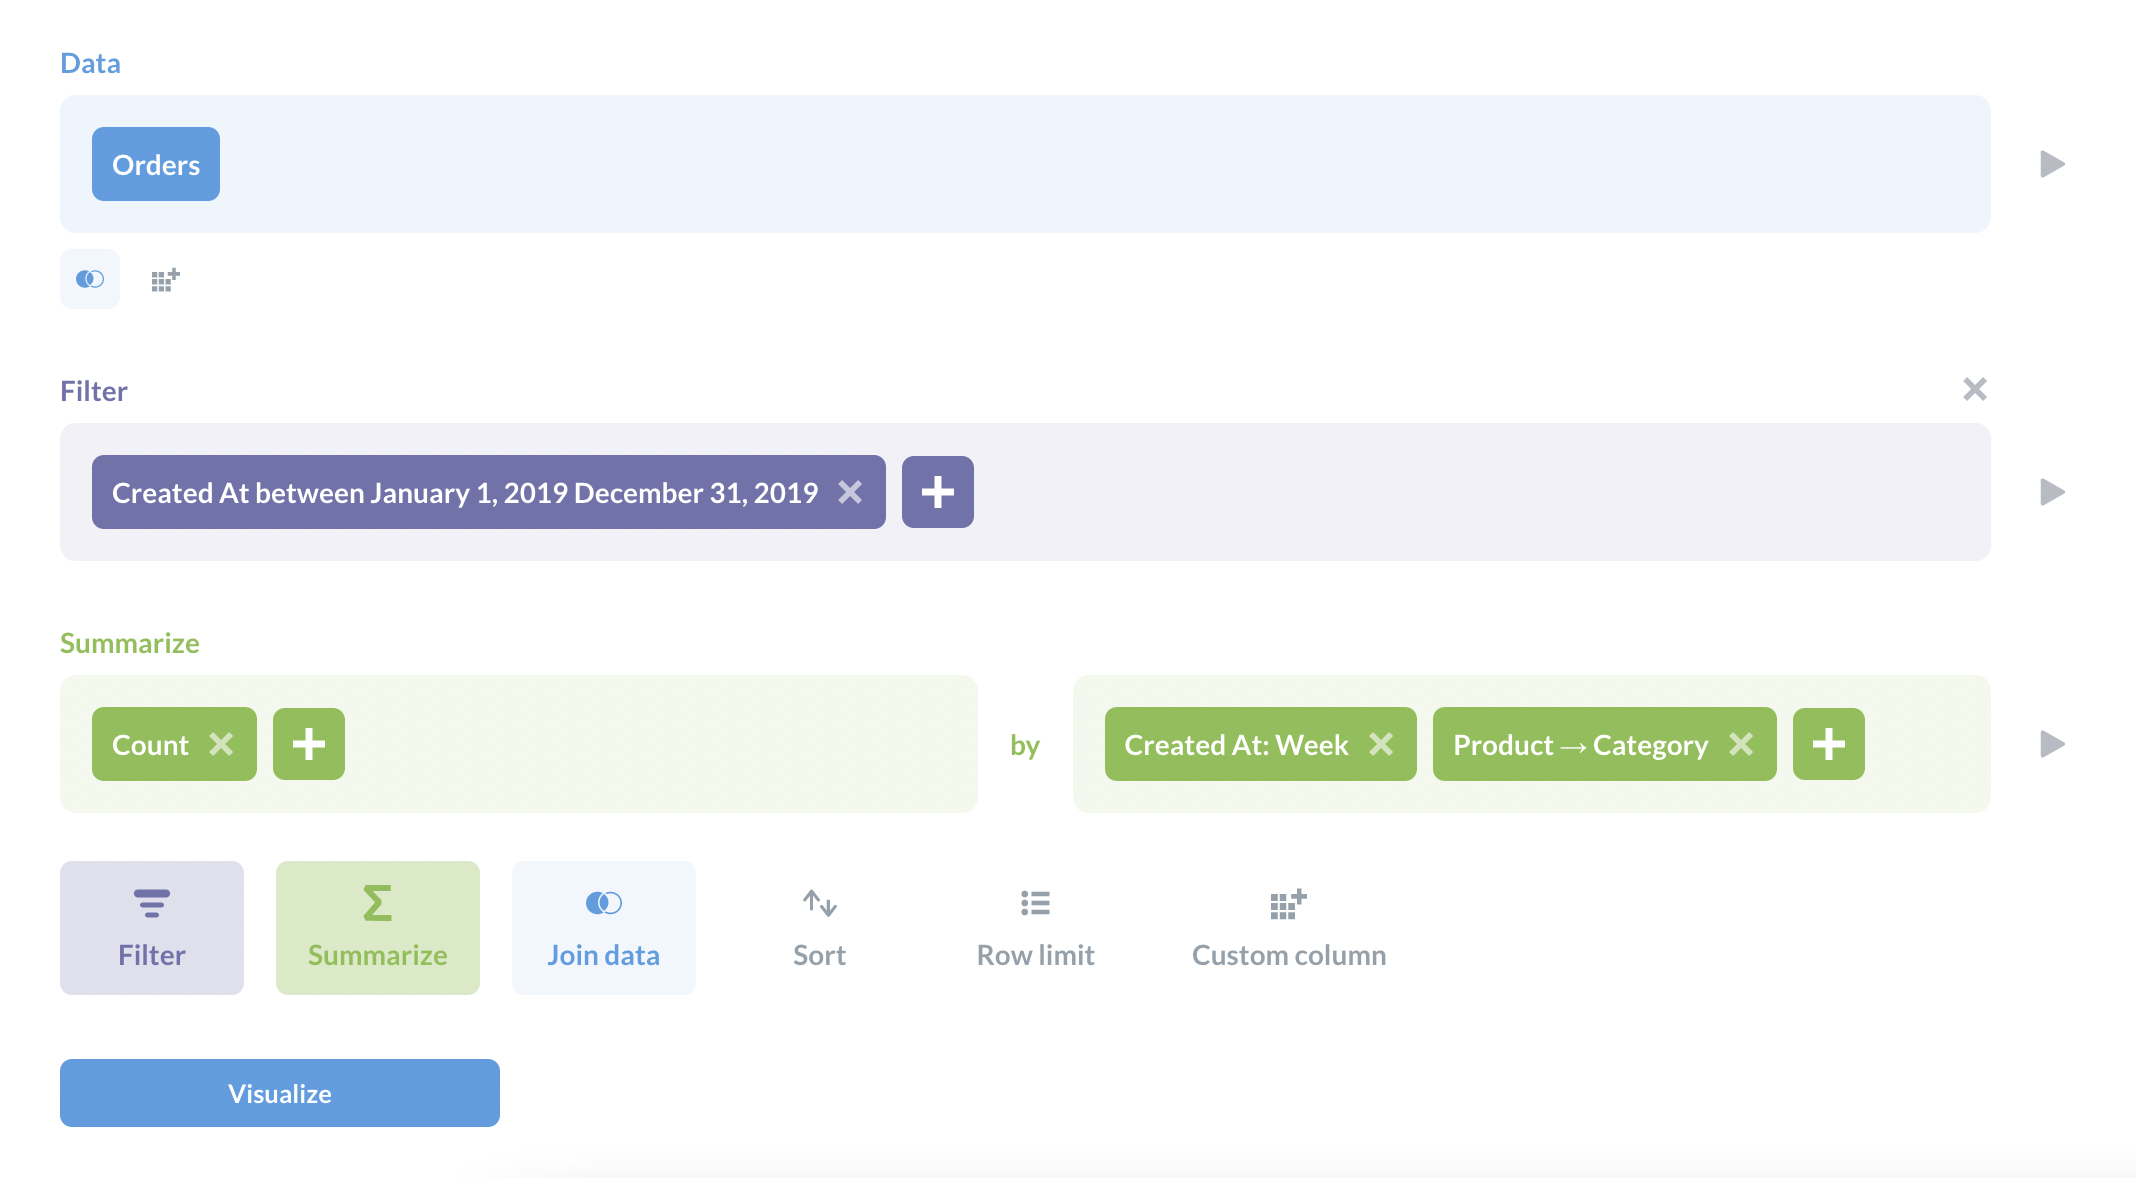 Data
Orders
Filter
Created At between January 1, 2019 December 31, 2019
Summarize
Count by Created At: Week Product → Category
Filter Summarize Join data Sort Row limit Custom column
Visualize